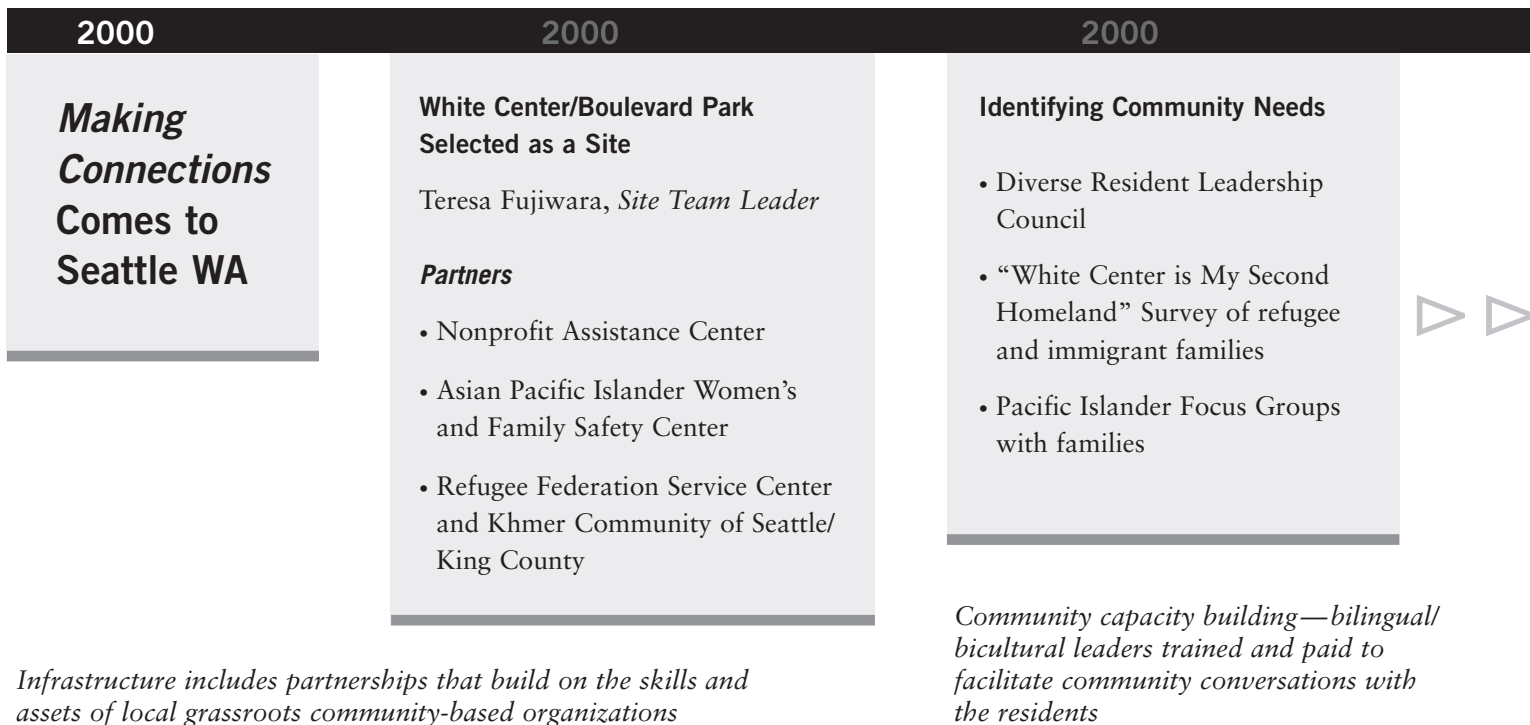 2000
2000
2000
Making
Connections
Comes to
Seattle WA
White Center/Boulevard Park
Selected as a Site
Teresa Fujiwara, Site Team Leader
Partners
• Nonprofit Assistance Center
• Asian Pacific Islander Women’s
and Family Safety Center
• Refugee Federation Service Center
and Khmer Community of Seattle/
King County
Identifying Community Needs
• Diverse Resident Leadership
Council
• “White Center is My Second
Homeland” Survey of refugee
and immigrant families
• Pacific Islander Focus Groups
with families
Infrastructure includes partnerships that build on the skills and
assets of local grassroots community-based organizations
Community capacity building—bilingual/
bicultural leaders trained and paid to
facilitate community conversations with
the residents